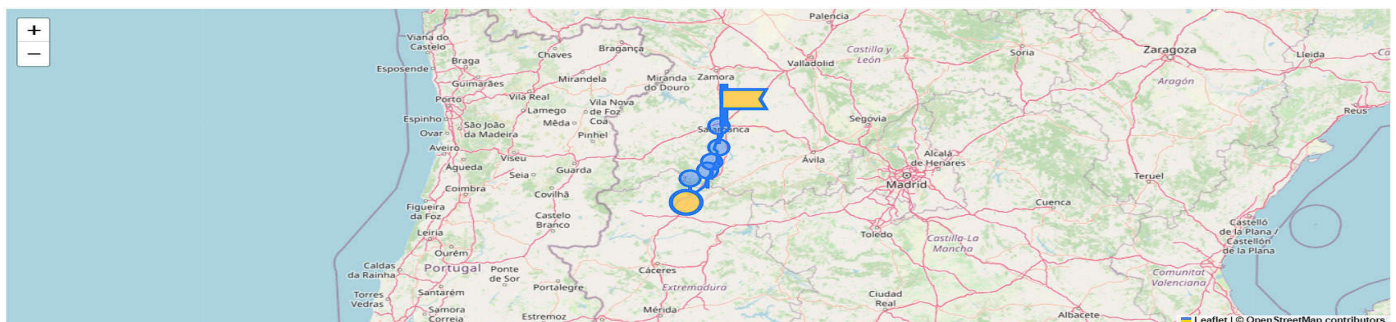 +
−
Palencia
Viana do
Castelo
Braga
Chaves
Bragança
Esposende
Guimarães
Mirandela
Miranda
do Douro
Zamora
Valladolid
Castilla y
León
Soria
Zaragoza
Lleida
Aragón
Reus
Porto
Vila Real
Lamego
Vila Nova
de Foz
Coa
Espinho
São João
da Madeira
Mêda
Pinhel
Ovar
Salamanca
Segovia
Aveiro
Águeda
Viseu
Seia
Guarda
Ávila
Alcalá
de Henares
Madrid
Teruel
Coimbra
Covilhã
Figueira
da Foz
Castelo
Branco
Cuenca
Toledo
Castilla-La
Mancha
Castelló
de la Plana /
Castellón
de la Plana
Leiria
Ourém
Caldas
da Rainha
Portugal
Ponte
de Sor
Cáceres
Extremadura
Comunitat
Valenciana
Torres
Vedras
Santarém
Portalegre
Ciudad
Real
Samora
Correia
Estremoz
Mérida
Albacete
Leaflet | © OpenStreetMap contributors